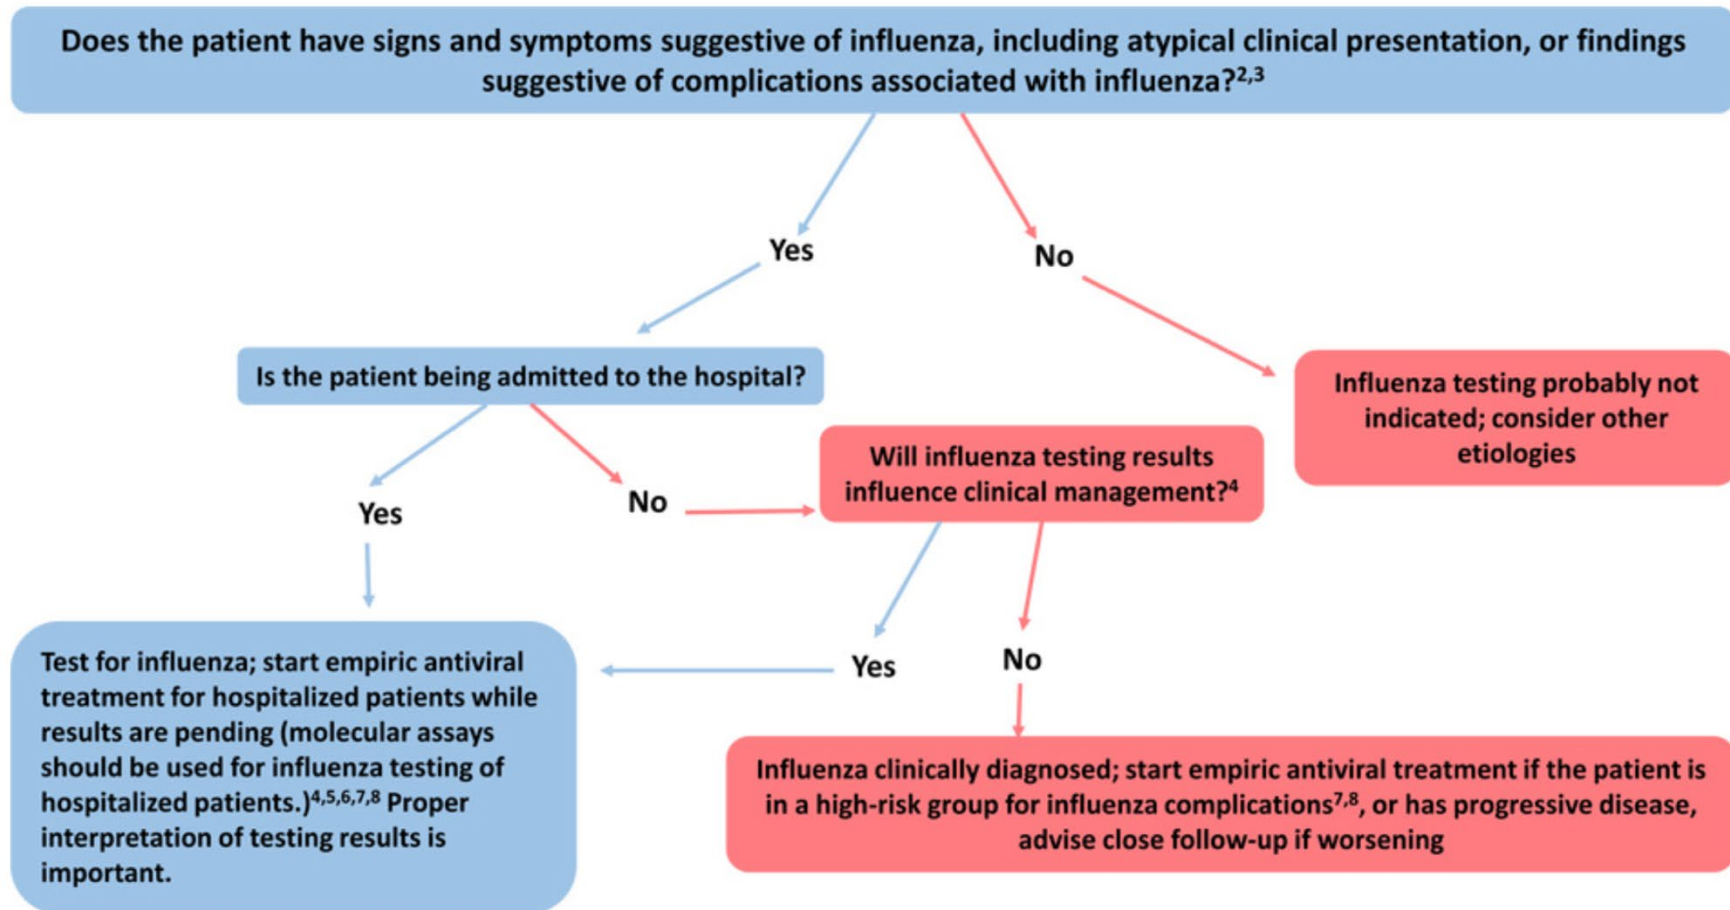 Does the patient have signs and symptoms suggestive of influenza, including atypical clinical presentation, or findings
suggestive of complications associated with influenza?2,3
Yes
No
Is the patient being admitted to the hospital?
Influenza testing probably not
indicated; consider other
etiologies
Will influenza testing results
influence clinical management?4
Yes
No
Test for influenza; start empiric antiviral
treatment for hospitalized patients while
results are pending (molecular assays
should be used for influenza testing of
hospitalized patients.)4,5,6,7,8 Proper
interpretation of testing results is
important.
Yes
No
Influenza clinically diagnosed; start empiric antiviral treatment if the patient is
in a high-risk group for influenza complications7,8, or has progressive disease,
advise close follow-up if worsening